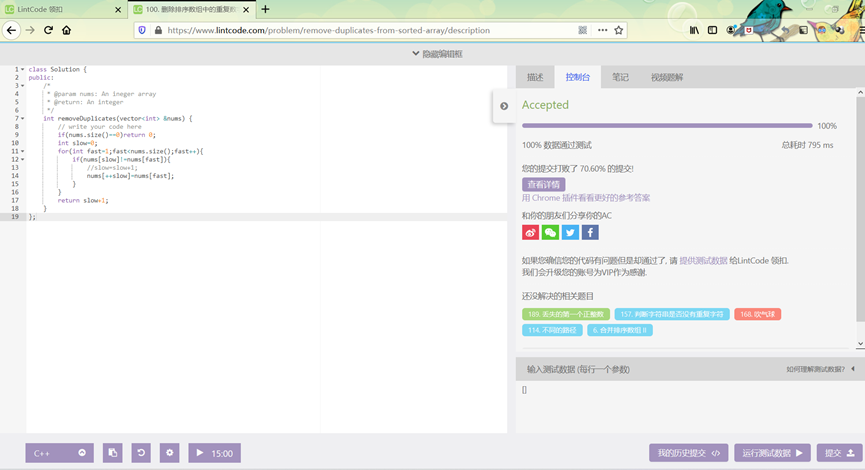 LintCode 领扣
100. 删除排序数组中的重复数
https://www.lintcode.com/problem/remove-duplicates-from-sorted-array/description
隐藏编辑框
1 class Solution {
2 public:
3 /*
4 * @param nums: An ineger array
5 * @return: An integer
6 */
7 int removeDuplicates(vector<int> &nums) {
8 // write your code here
9 if(nums.size()==0)return 0;
10 int slow=0;
11 for(int fast=1;fast<nums.size();fast++){
12 if(nums[slow]!=nums[fast]){
13 //slow=slow+1;
14 nums[++slow]=nums[fast];
15 }
16 }
17 return slow+1;
18 }
19 };
描述 控制台 笔记 视频题解
Accepted
100%
100% 数据通过测试 总耗时 795 ms
您的提交打败了 70.60% 的提交!
查看详情
用 Chrome 插件看看更好的参考答案
和你的朋友们分享你的AC
如果您确信您的代码有问题但是却通过了, 请 提供测试数据 给LintCode 领扣.
我们会升级您的账号为VIP作为感谢.
还没解决的相关题目
189. 丢失的第一个正整数 157. 判断字符串是否没有重复字符 168. 吹气球
114. 不同的路径 6. 合并排序数组 II
输入测试数据 (每行一个参数) 如何理解测试数据?
[]
C++ 15:00 我的历史提交 运行测试数据 提交